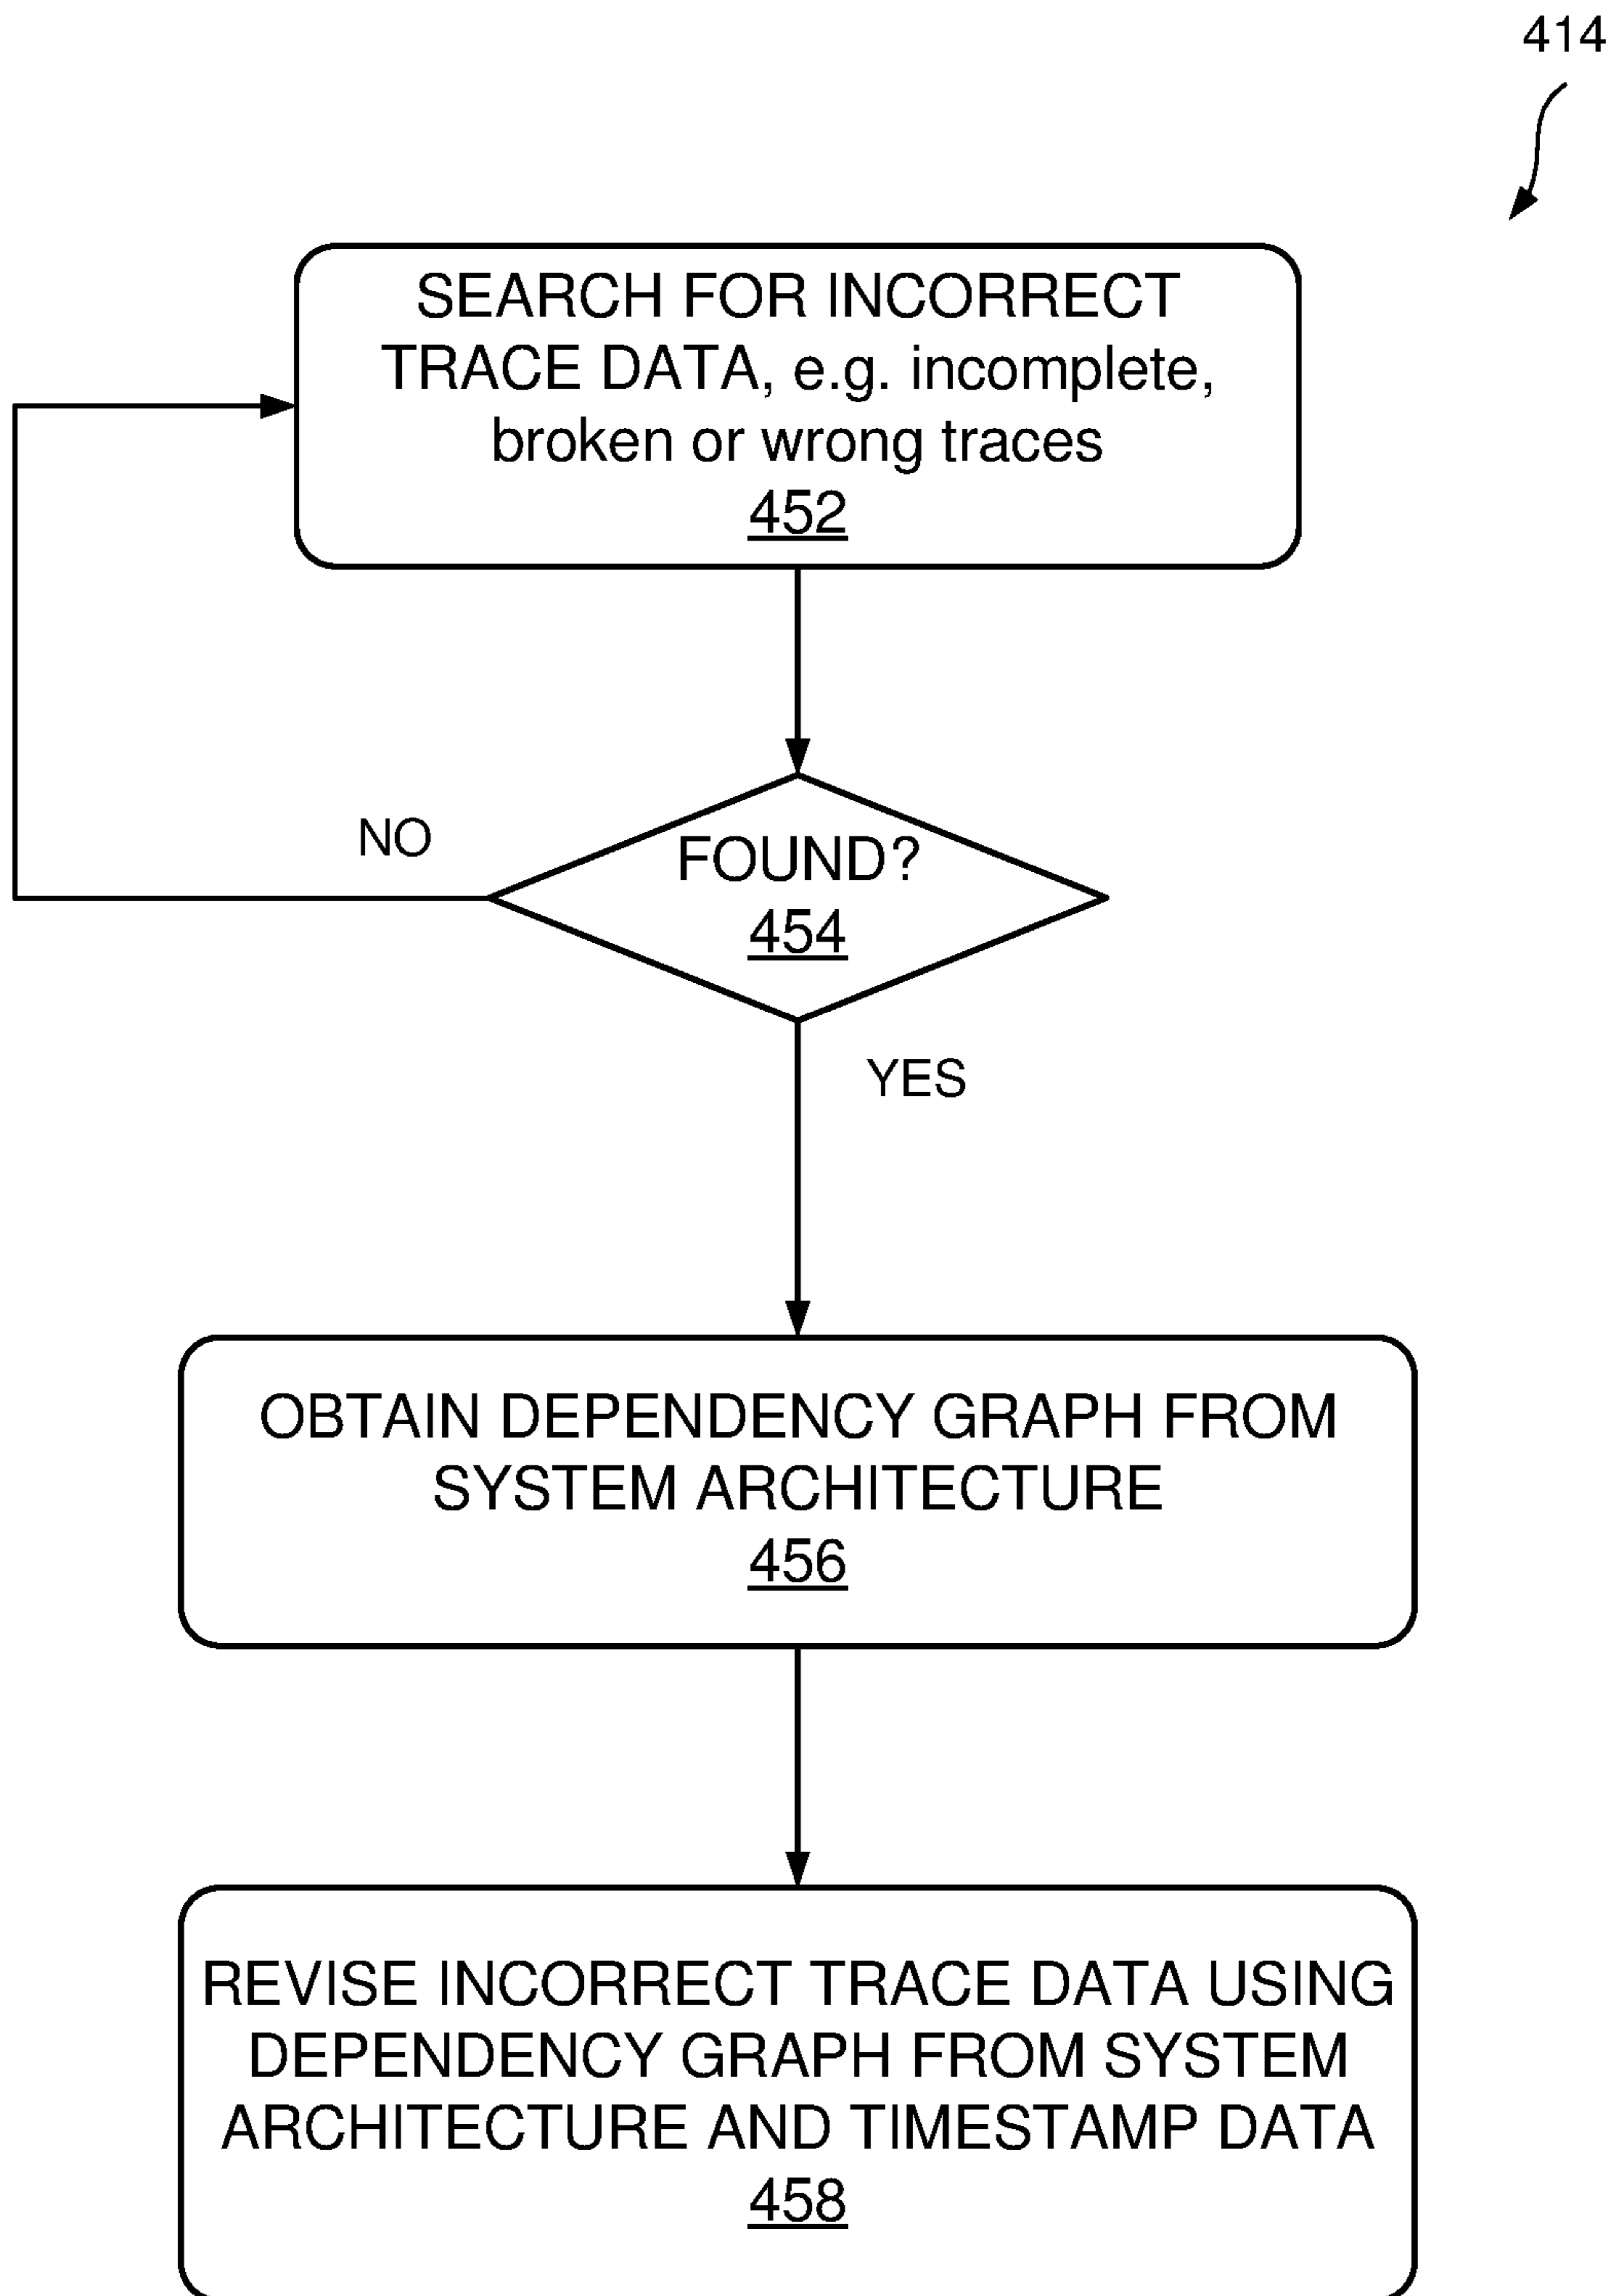 414
SEARCH FOR INCORRECT
TRACE DATA, e.g. incomplete,
broken or wrong traces
452
NO
FOUND?
454
YES
OBTAIN DEPENDENCY GRAPH FROM
SYSTEM ARCHITECTURE
456
REVISE INCORRECT TRACE DATA USING
DEPENDENCY GRAPH FROM SYSTEM
ARCHITECTURE AND TIMESTAMP DATA
458